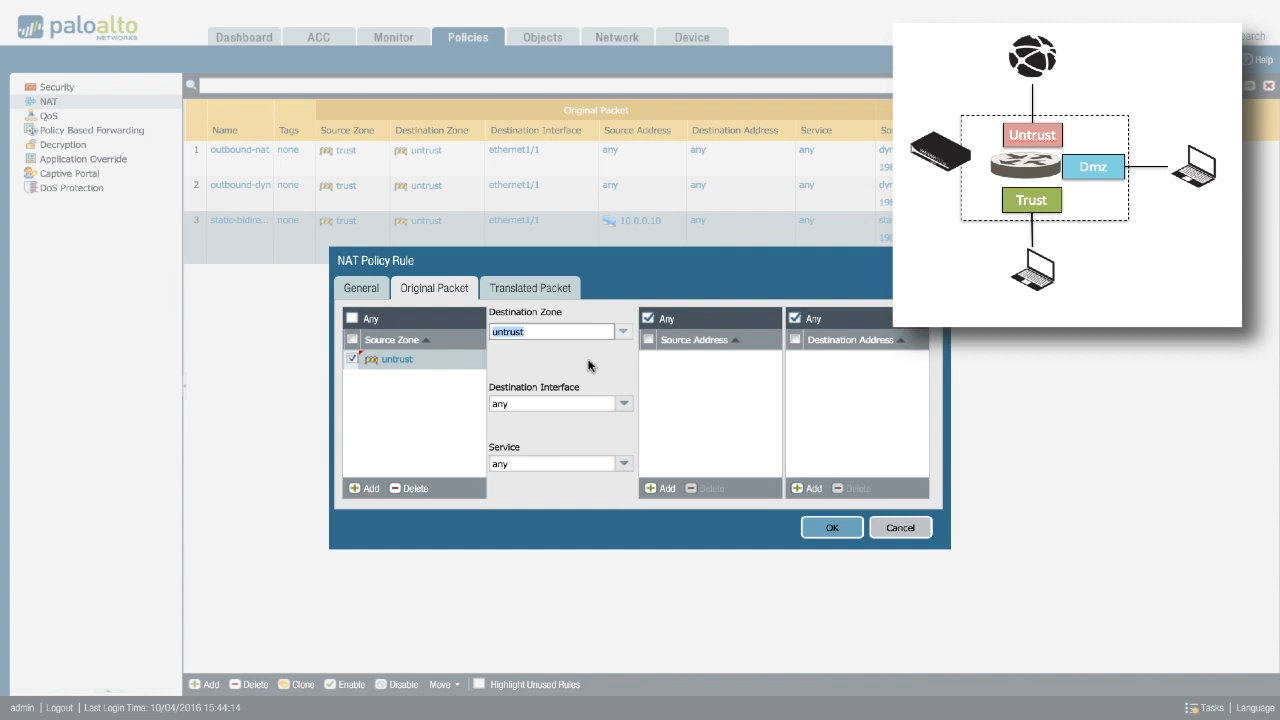 paloalto
NETWORKS
Dashboard ACC Monitor Policies Objects Network Device
Help
Security
NAT
QoS
Policy Based Forwarding
Decryption
Application Override
Captive Portal
DoS Protection
Original Packet
Name Tags Source Zone Destination Zone Destination Interface Source Address Destination Address Service
1 outbound-nat none trust untrust ethernet1/1 any any any dyn
198
2 outbound-dyn none trust untrust ethernet1/1 any any any dyn
198
3 static-bidire... none trust untrust ethernet1/1 10.0.0.10 any any sta
198
Untrust
Dmz
Trust
NAT Policy Rule
General Original Packet Translated Packet
Any
Source Zone
untrust
Add Delete
Destination Zone
untrust
Destination Interface
any
Service
any
Any
Source Address
Add Delete
Any
Destination Address
Add Delete
OK Cancel
Add Delete Clone Enable Disable Move Highlight Unused Rules
admin | Logout | Last Login Time: 10/04/2016 15:44:14
Tasks | Language